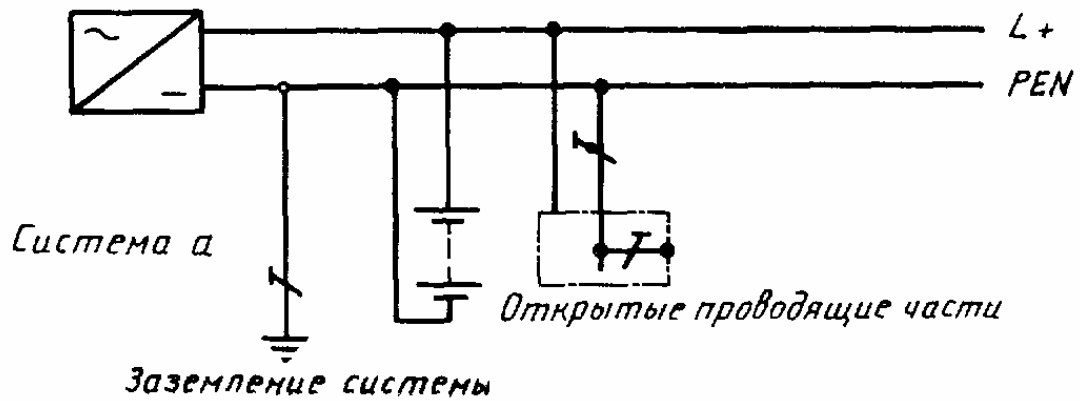 L+
PEN
Система а
Открытые проводящие части
Заземление системы